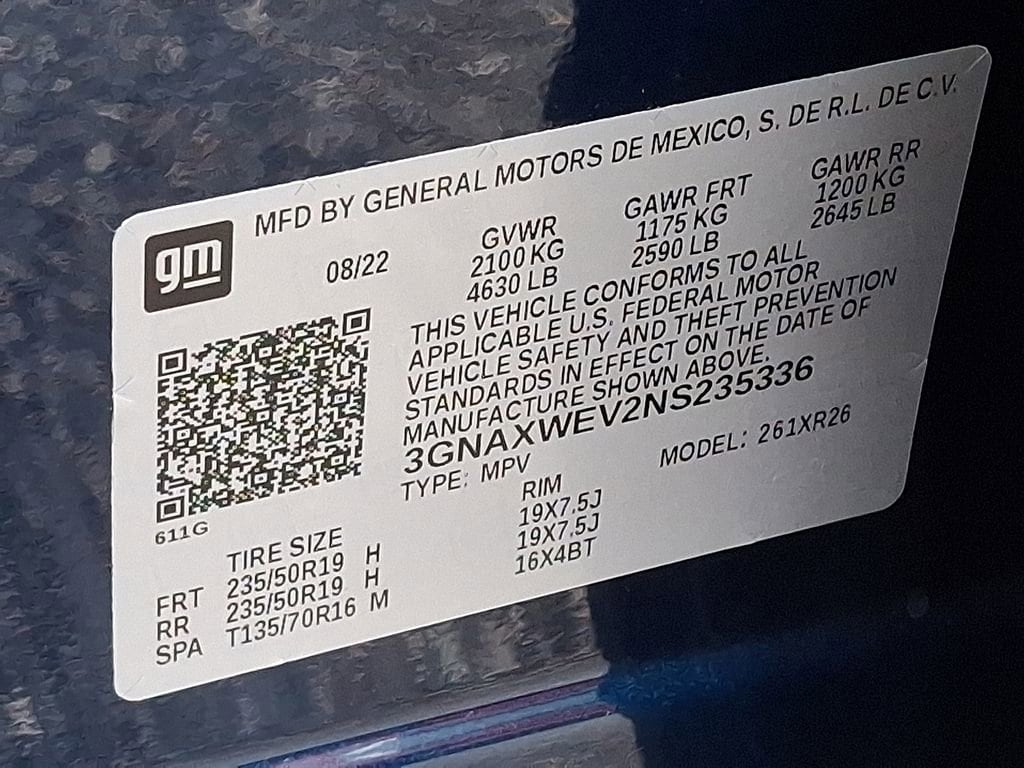 MFD BY GENERAL MOTORS DE MEXICO, S. DE R.L. DE C.V.
gm
08/22
GVWR GAWR FRT GAWR RR
2100 KG 1175 KG 1200 KG
4630 LB 2590 LB 2645 LB
THIS VEHICLE CONFORMS TO ALL
APPLICABLE U.S. FEDERAL MOTOR
VEHICLE SAFETY AND THEFT PREVENTION
STANDARDS IN EFFECT ON THE DATE OF
MANUFACTURE SHOWN ABOVE.
3GNAXWEV2NS235336
TYPE: MPV MODEL: 261XR26
611G
TIRE SIZE RIM
FRT 235/50R19 H 19X7.5J
RR 235/50R19 H 19X7.5J
SPA T135/70R16 M 16X4BT